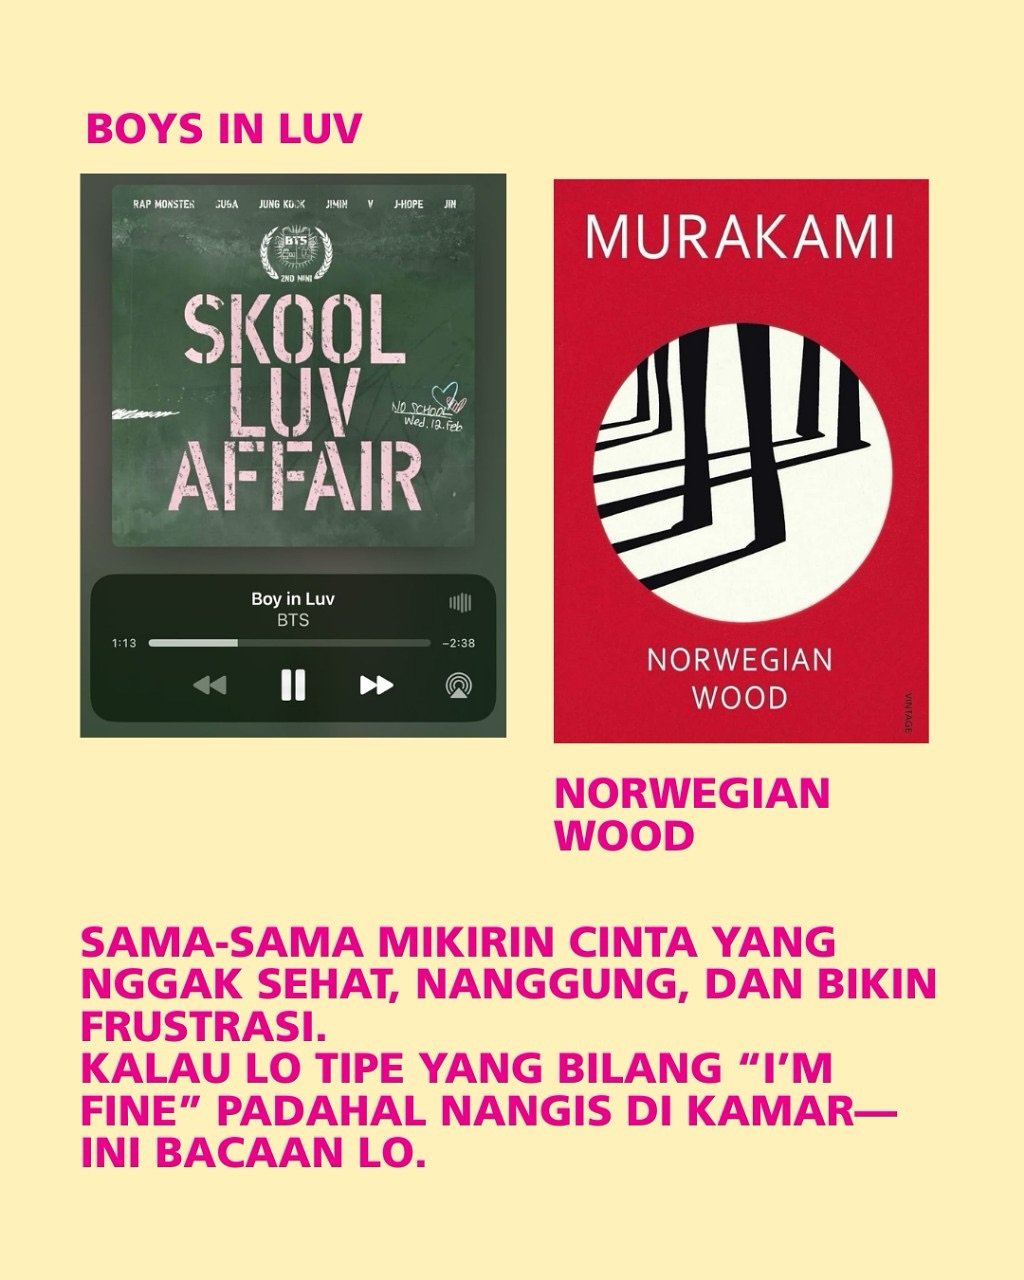 BOYS IN LUV
RAP MONSTER SUGA JUNG KOOK JIMIN V J-HOPE JIN
BTS
2ND MINI
SKOOL
LUV
AFFAIR
NO SCHOOL
Wed. 12. Feb
Boy in Luv
BTS
1:13 −2:38
MURAKAMI
NORWEGIAN
WOOD
VINTAGE
NORWEGIAN
WOOD
SAMA-SAMA MIKIRIN CINTA YANG
NGGAK SEHAT, NANGGUNG, DAN BIKIN
FRUSTRASI.
KALAU LO TIPE YANG BILANG “I’M
FINE” PADAHAL NANGIS DI KAMAR—
INI BACAAN LO.